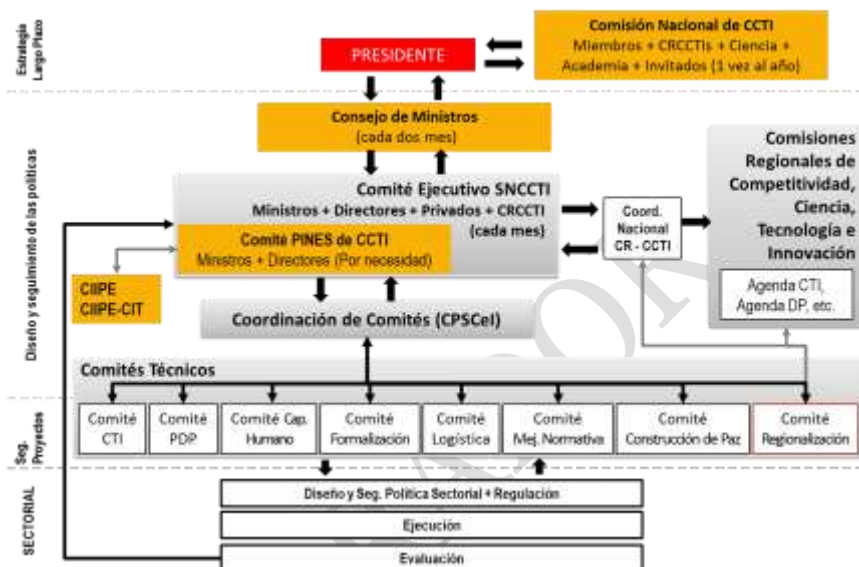 Estrategia
Largo Plazo
PRESIDENTE
Comisión Nacional de CCTI
Miembros + CRCCTIs + Ciencia +
Academia + Invitados (1 vez al año)
Diseño y seguimiento de las políticas
Consejo de Ministros
(cada dos mes)
Comité Ejecutivo SNCCTI
Ministros + Directores + Privados + CRCCTI
(cada mes)
Comité PINES de CCTI
Ministros + Directores (Por necesidad)
CIIPE
CIIPE-CIT
Coordinación de Comités (CPSCeI)
Coord.
Nacional
CR - CCTI
Comisiones
Regionales de
Competitividad,
Ciencia,
Tecnología e
Innovación
Agenda CTI,
Agenda DP, etc.
Comités Técnicos
Seg.
Proyectos
Comité
CTI
Comité
PDP
Comité Cap.
Humano
Comité
Formalización
Comité
Logística
Comité
Mej. Normativa
Comité
Construcción de Paz
Comité
Regionalización
SECTORIAL
Diseño y Seg. Política Sectorial + Regulación
Ejecución
Evaluación